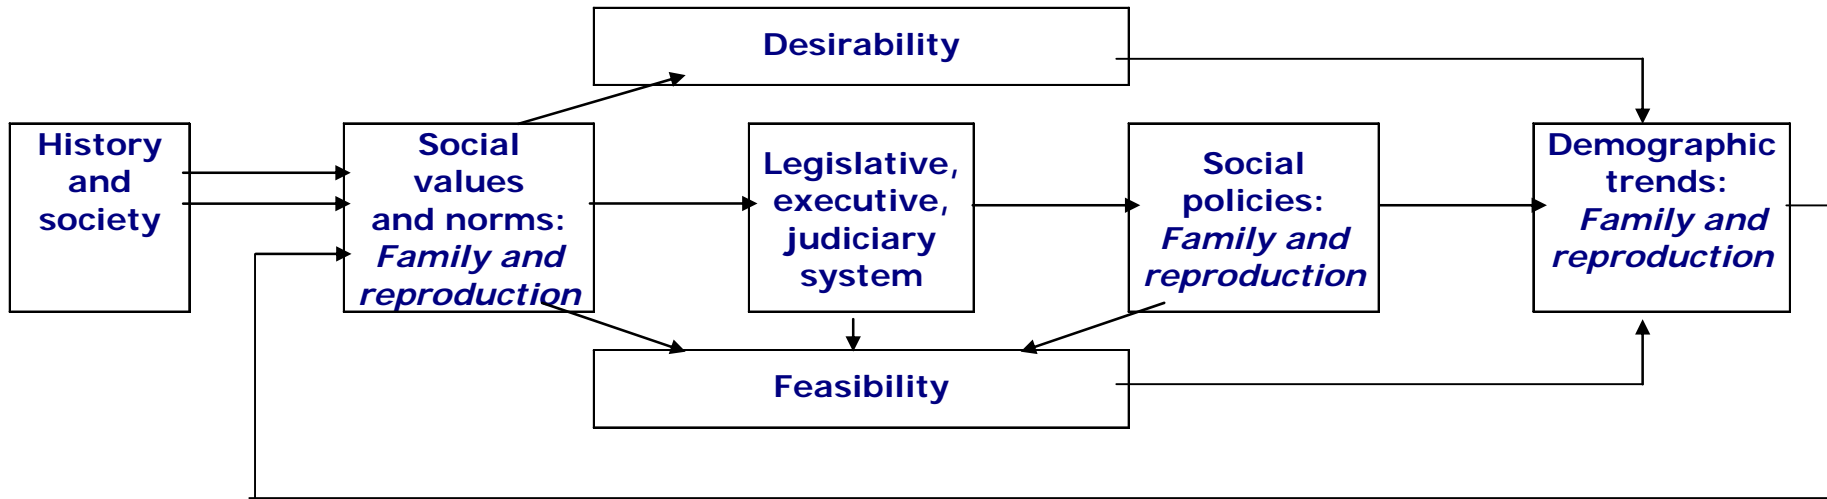 Desirability
History
and
society
Social
values
and norms:
Family and
reproduction
Legislative,
executive,
judiciary
system
Social
policies:
Family and
reproduction
Demographic
trends:
Family and
reproduction
Feasibility